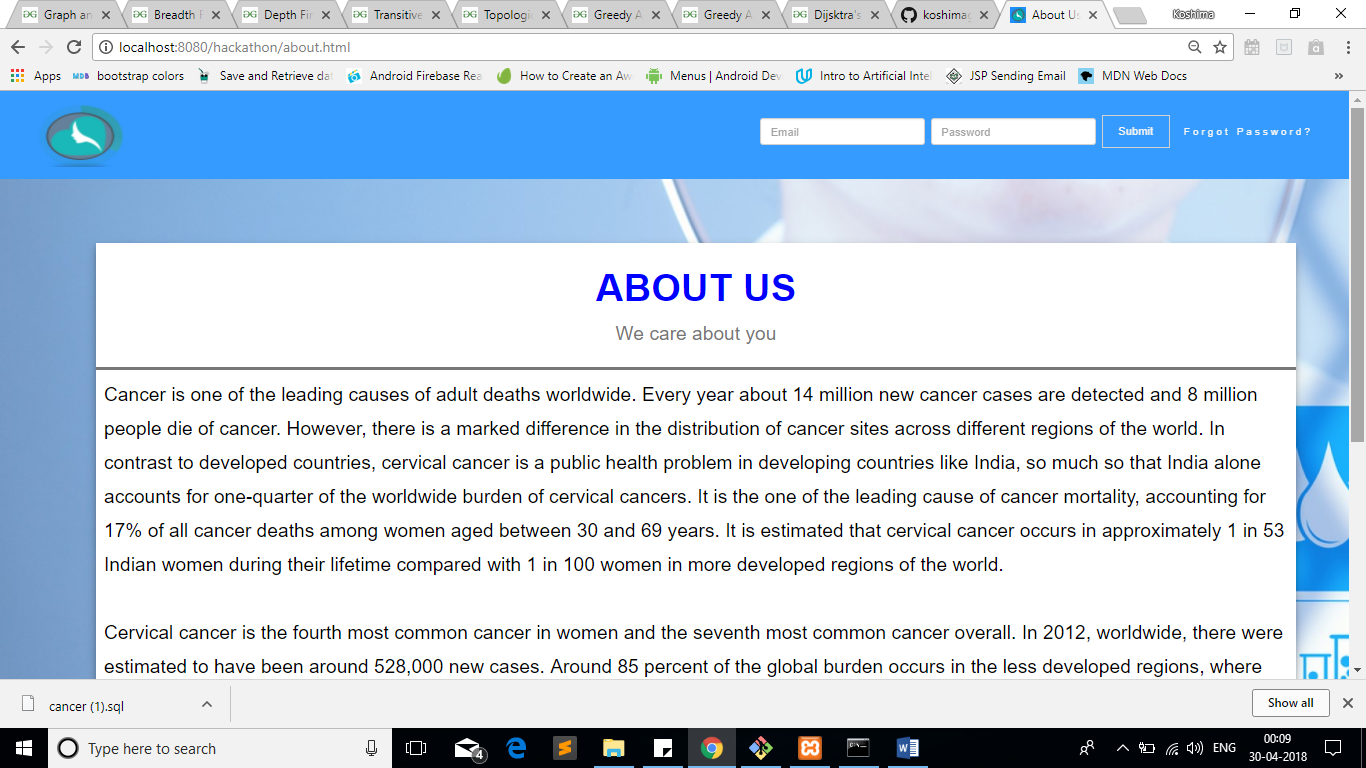 Graph an
Breadth F
Depth Fir
Transitive
Topologi
Greedy A
Greedy A
Dijsktra's
koshimag
About Us
Koshima
localhost:8080/hackathon/about.html
Apps
MDB bootstrap colors
Save and Retrieve dat
Android Firebase Rea
How to Create an Aw
Menus | Android Dev
Intro to Artificial Intel
JSP Sending Email
MDN Web Docs
»
Email
Password
Submit
Forgot Password?
ABOUT US
We care about you
Cancer is one of the leading causes of adult deaths worldwide. Every year about 14 million new cancer cases are detected and 8 million
people die of cancer. However, there is a marked difference in the distribution of cancer sites across different regions of the world. In
contrast to developed countries, cervical cancer is a public health problem in developing countries like India, so much so that India alone
accounts for one-quarter of the worldwide burden of cervical cancers. It is the one of the leading cause of cancer mortality, accounting for
17% of all cancer deaths among women aged between 30 and 69 years. It is estimated that cervical cancer occurs in approximately 1 in 53
Indian women during their lifetime compared with 1 in 100 women in more developed regions of the world.
Cervical cancer is the fourth most common cancer in women and the seventh most common cancer overall. In 2012, worldwide, there were
estimated to have been around 528,000 new cases. Around 85 percent of the global burden occurs in the less developed regions, where
cancer (1).sql
Show all
Type here to search
4
ENG
00:09
30-04-2018